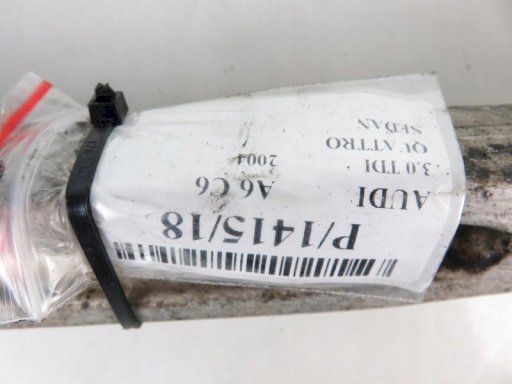 P/1415/18
AUDI A6 C6
3.0 TDI 2004
QUATTRO
SEDAN